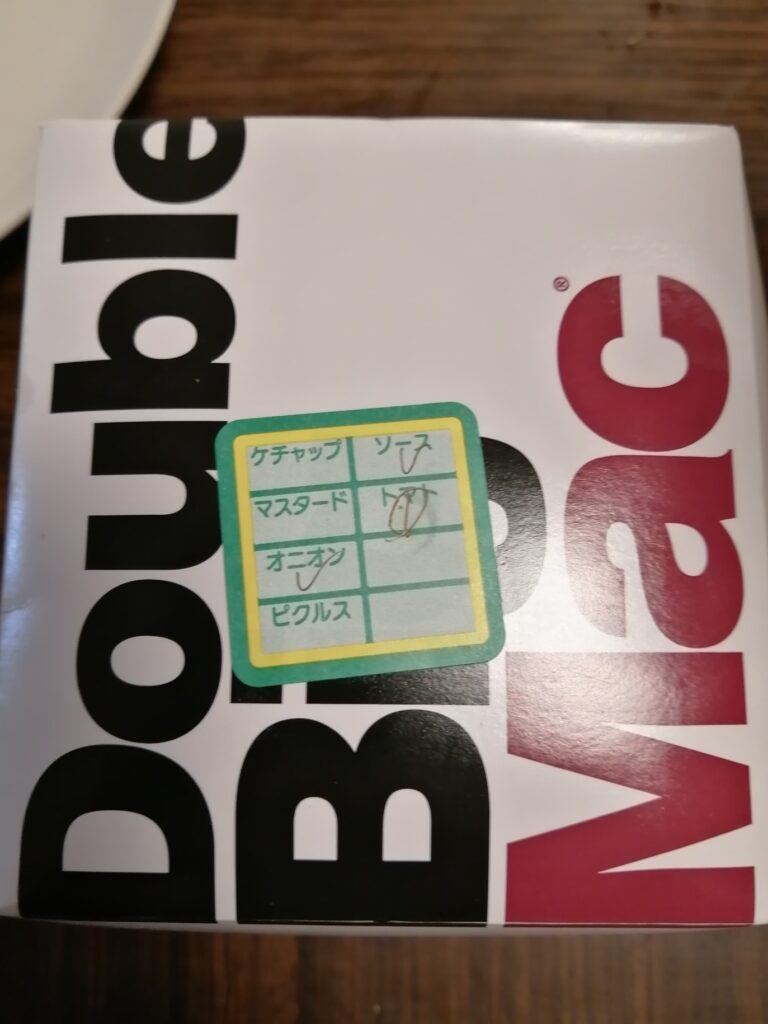 Double
Big
Mac®
ケチャップ ソース
マスタード トマト
オニオン
ピクルス